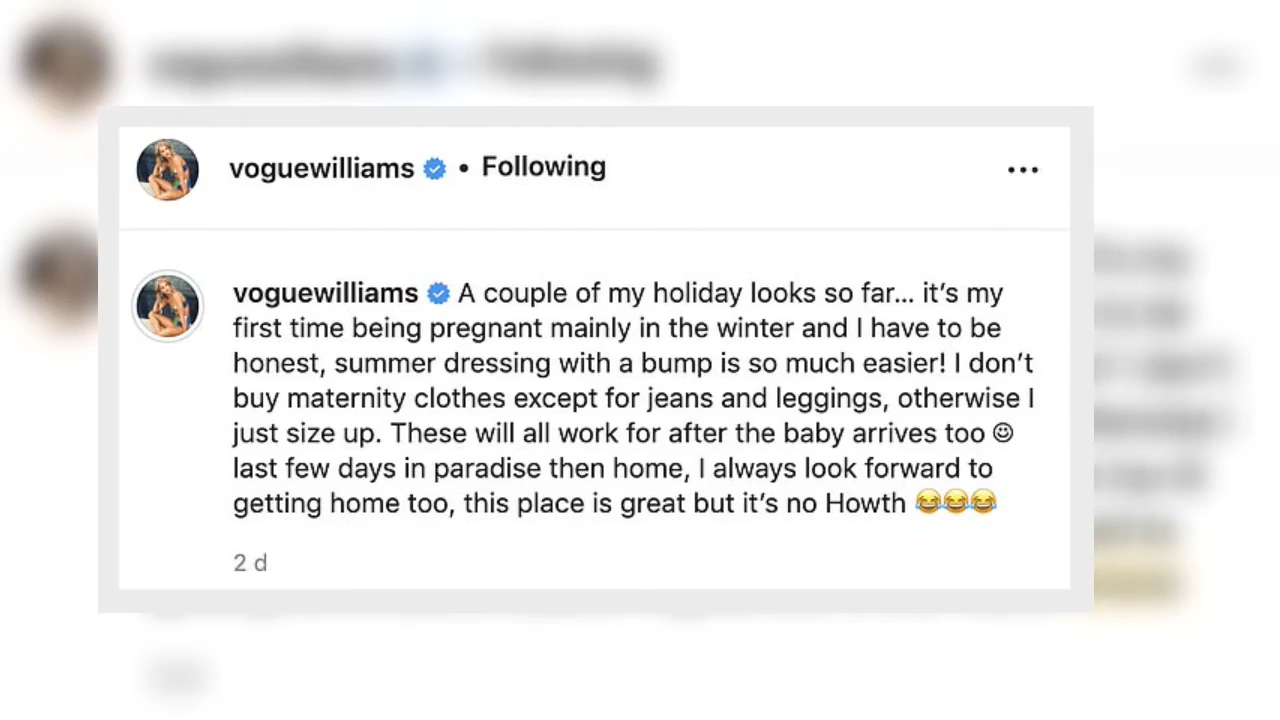 voguewilliams • Following
voguewilliams A couple of my holiday looks so far... it’s my
first time being pregnant mainly in the winter and I have to be
honest, summer dressing with a bump is so much easier! I don’t
buy maternity clothes except for jeans and leggings, otherwise I
just size up. These will all work for after the baby arrives too ☺
last few days in paradise then home, I always look forward to
getting home too, this place is great but it’s no Howth 😂😂😂
2 d